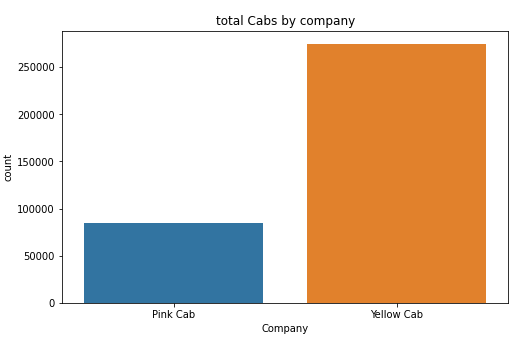 total Cabs by company
250000
200000
150000
100000
50000
0
count
Pink Cab
Yellow Cab
Company